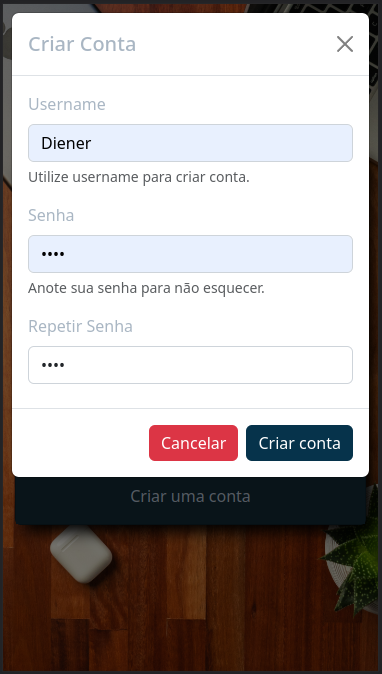 Criar Conta
Username
Diener
Utilize username para criar conta.
Senha
••••
Anote sua senha para não esquecer.
Repetir Senha
••••
Cancelar Criar conta
Criar uma conta